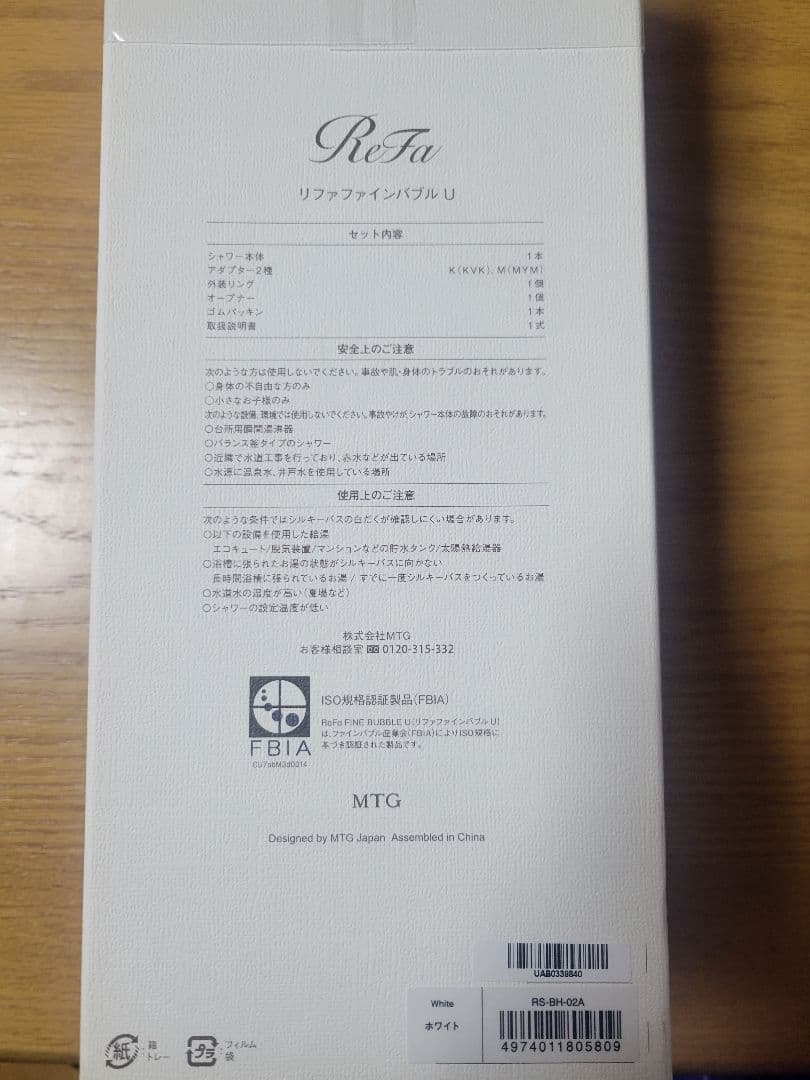 ReFa
リファファインバブル U
セット内容
シャワー本体 1本
アダプター2種 K(KVK)、M(MYM)
外装リング 1個
オープナー 1個
ゴムパッキン 1本
取扱説明書 1式
安全上のご注意
次のような方は使用しないでください。事故や肌・身体のトラブルのおそれがあります。
○身体の不自由な方のみ
○小さなお子様のみ
次のような設備、環境では使用しないでください。事故やけが、シャワー本体の故障のおそれがあります。
○台所用瞬間湯沸器
○バランス釜タイプのシャワー
○近隣で水道工事を行っており、赤水などが出ている場所
○水源に温泉水、井戸水を使用している場所
使用上のご注意
次のような条件ではシルキーバスの白だくが確認しにくい場合があります。
○以下の設備を使用した給湯
エコキュート/脱気装置/マンションなどの貯水タンク/太陽熱給湯器
○浴槽に張られたお湯の状態がシルキーバスに向かない
長時間浴槽に張られているお湯 / すでに一度シルキーバスをつくっているお湯
○水道水の温度が高い(夏場など)
○シャワーの設定温度が低い
株式会社MTG
お客様相談室 0120-315-332
ISO規格認証製品(FBIA)
ReFa FINE BUBBLE U(リファファインバブル U)
は、ファインバブル産業会(FBIA)によりISO規格に
基づき認証された製品です。
FBIA
MTG
Designed by MTG Japan Assembled in China
UAB0339840
White
ホワイト
RS-BH-02A
4974011805809
紙
箱
トレー
プラ
フィルム
袋